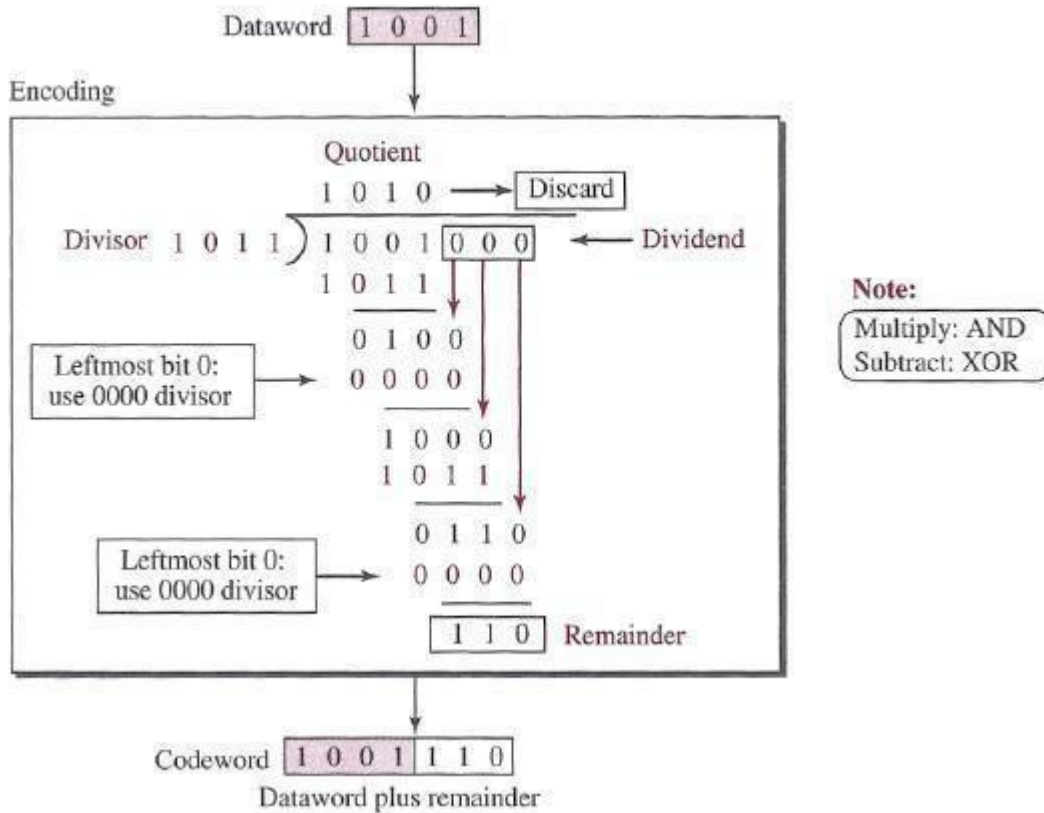 Dataword 1 0 0 1
Encoding
Quotient
1 0 1 0 Discard
Divisor 1 0 1 1 1 0 0 1 0 0 0 Dividend
1 0 1 1
Note:
Multiply: AND
Subtract: XOR
0 1 0 0
Leftmost bit 0:
use 0000 divisor
0 0 0 0
1 0 0 0
1 0 1 1
0 1 1 0
Leftmost bit 0:
use 0000 divisor
0 0 0 0
1 1 0 Remainder
Codeword 1 0 0 1 1 1 0
Dataword plus remainder